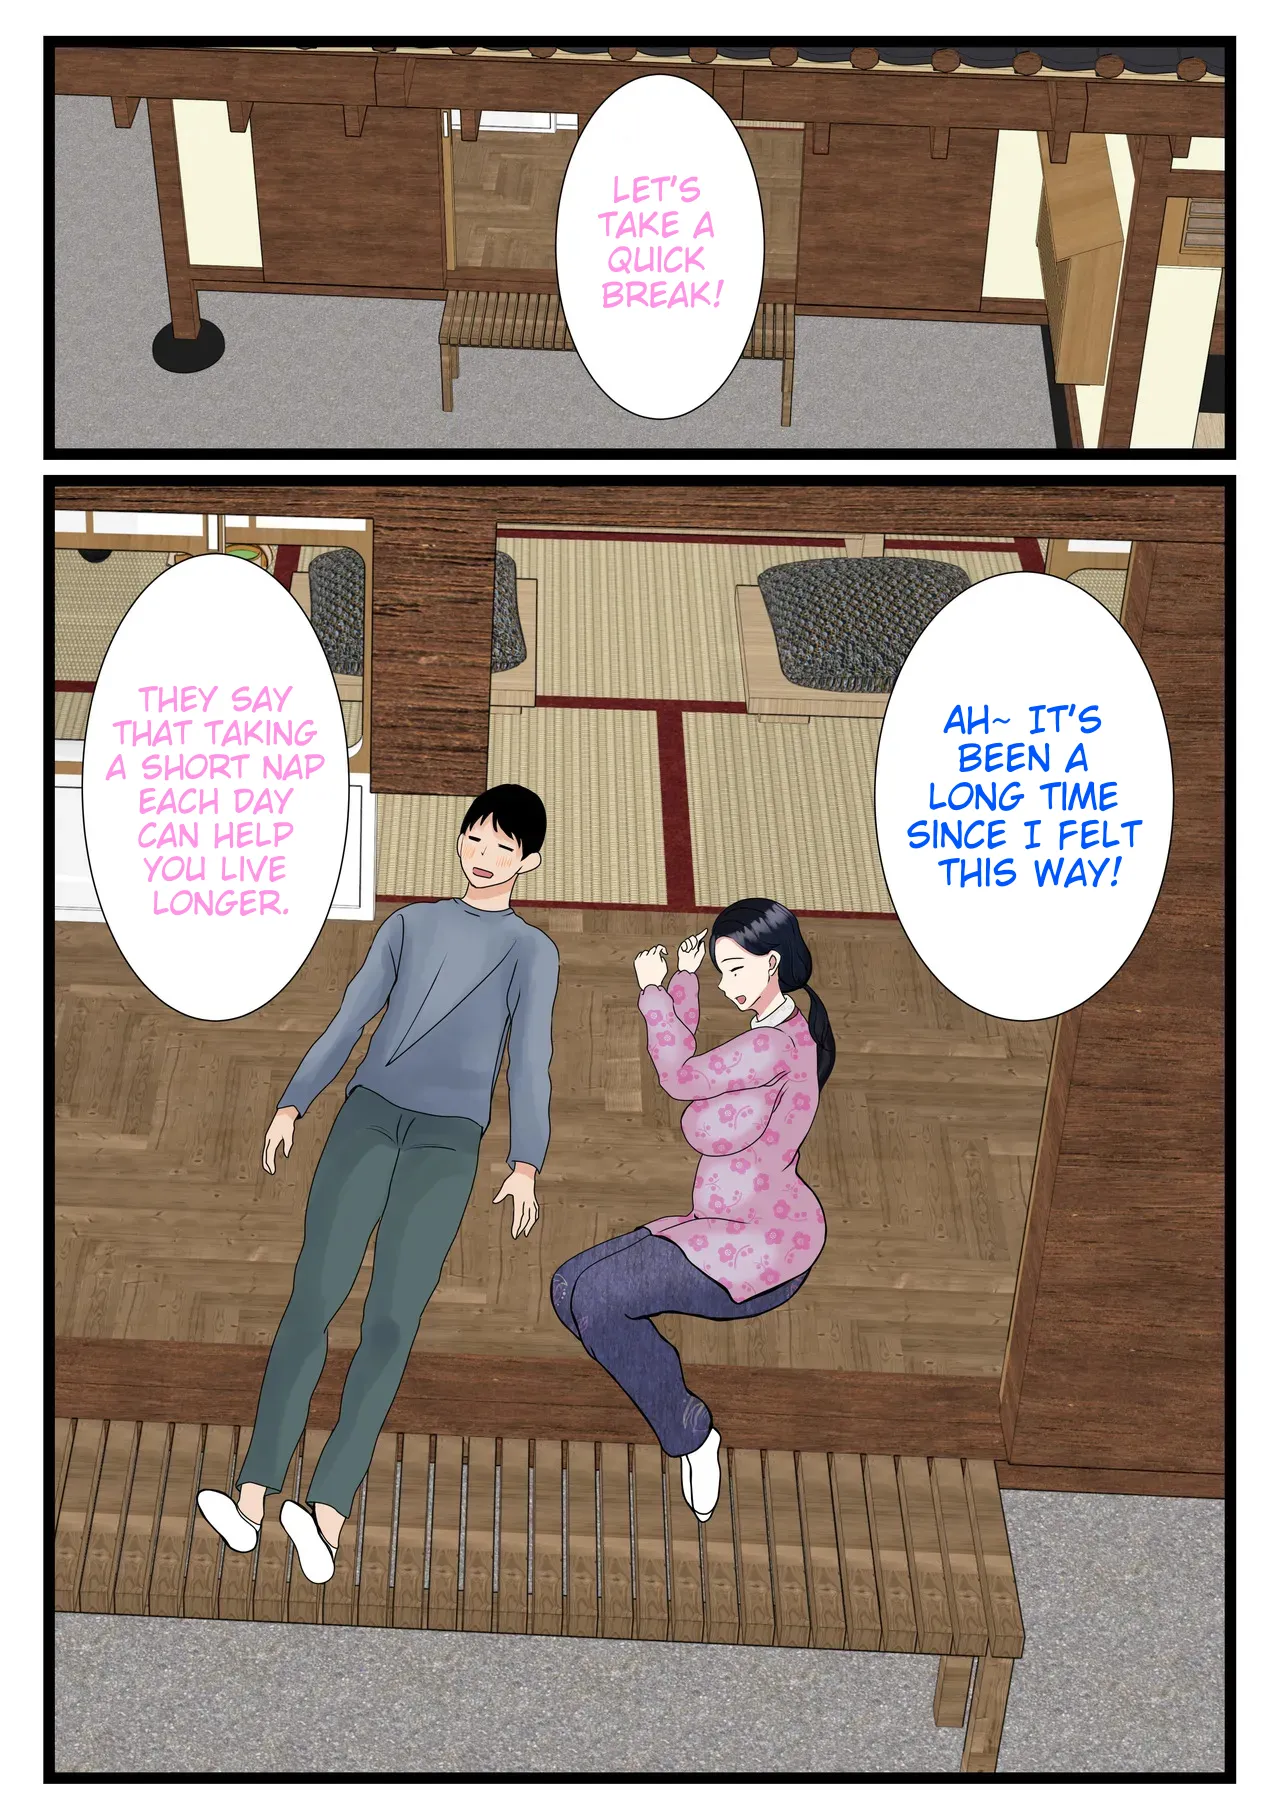 LET'S
TAKE A
QUICK
BREAK!
AH~ IT'S
BEEN A
LONG TIME
SINCE I FELT
THIS WAY!
THEY SAY
THAT TAKING
A SHORT NAP
EACH DAY
CAN HELP
YOU LIVE
LONGER.